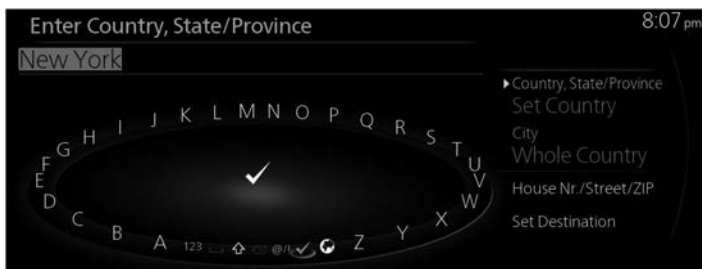 Enter Country, State/Province
8:07 pm
New York
A B C D E F G H I J K L M N O P Q R S T U V W X Y Z
123 @/!
Country, State/Province
Set Country
City
Whole Country
House Nr./Street/ZIP
Set Destination